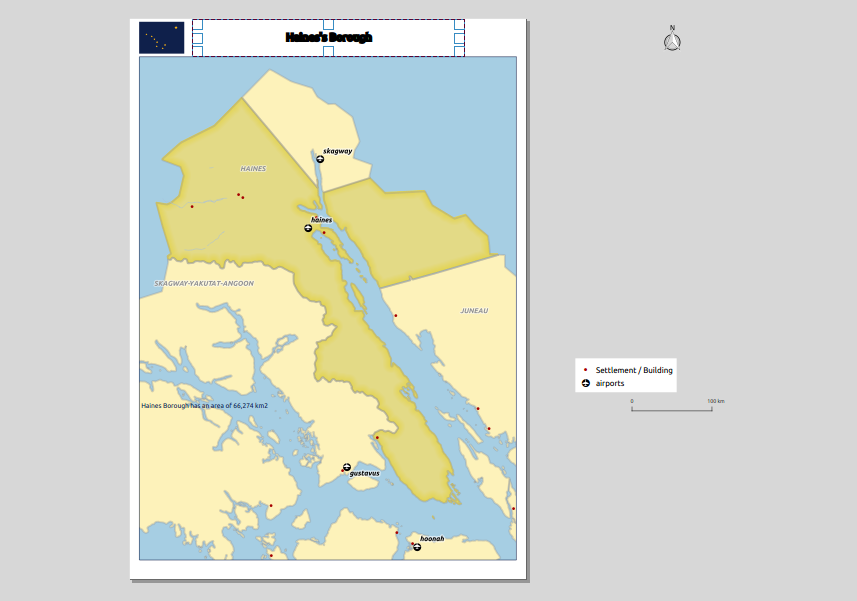 Haines's Borough
N
skagway
HAINES
haines
SKAGWAY-YAKUTAT-ANGOON
JUNEAU
Settlement / Building
airports
0 100 km
Haines Borough has an area of 66,274 km2
gustavus
hoonah